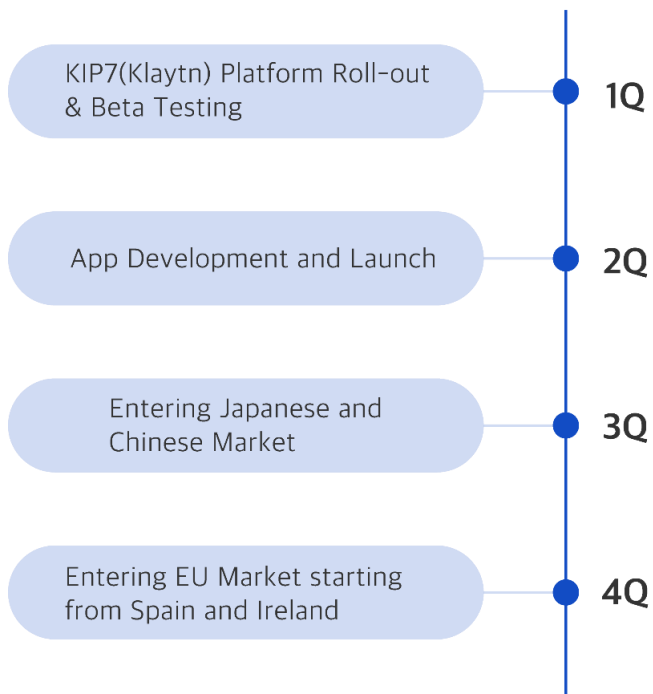 KIP7(Klaytn) Platform Roll-out
& Beta Testing
1Q
App Development and Launch
2Q
Entering Japanese and
Chinese Market
3Q
Entering EU Market starting
from Spain and Ireland
4Q